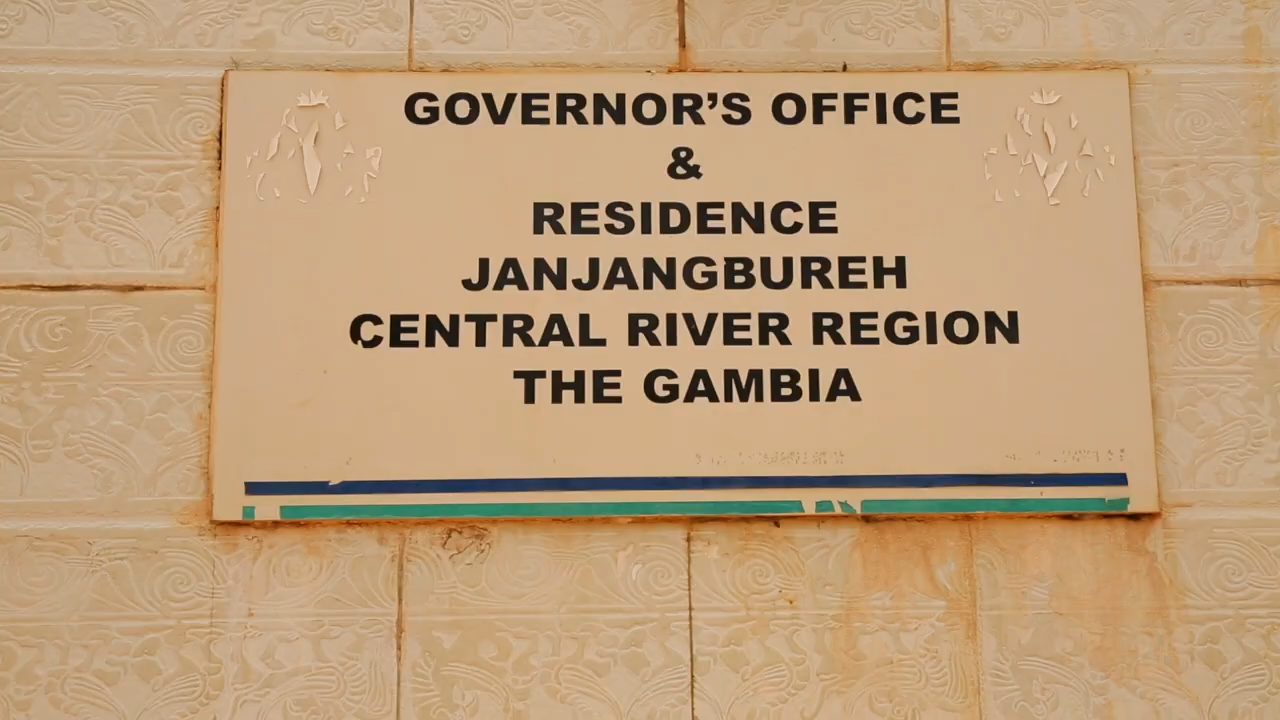 GOVERNOR’S OFFICE
&
RESIDENCE
JANJANGBUREH
CENTRAL RIVER REGION
THE GAMBIA